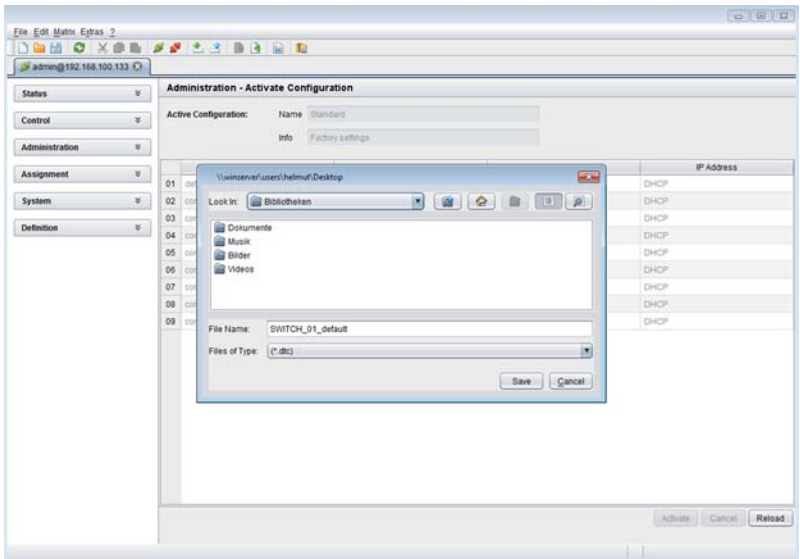 File Edit Matrix Extras ?
admin@192.168.100.133
Status
Control
Administration
Assignment
System
Definition
Administration - Activate Configuration
Active Configuration: Name Standard
Info Factory settings
IP Address
01 DHCP
02 DHCP
03 DHCP
04 DHCP
05 DHCP
06 DHCP
07 DHCP
08 DHCP
09 DHCP
\\winserver\users\helmut\Desktop
Look In: Bibliotheken
Dokumente
Musik
Bilder
Videos
File Name: SWITCH_01_default
Files of Type: (*.dtc)
Save Cancel
Activate Cancel Reload